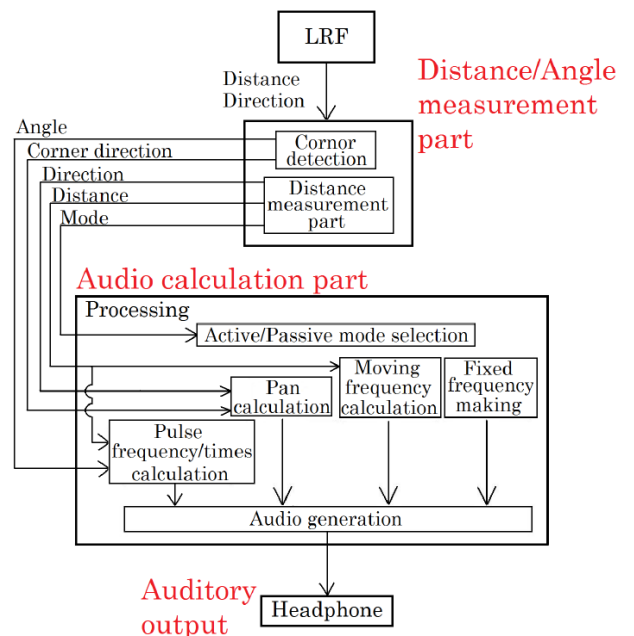 LRF
Distance
Direction
Distance/Angle
measurement
part
Angle
Corner direction
Direction
Distance
Mode
Cornor
detection
Distance
measurement
part
Audio calculation part
Processing
Active/Passive mode selection
Moving
frequency
calculation
Fixed
frequency
making
Pan
calculation
Pulse
frequency/times
calculation
Audio generation
Auditory
output
Headphone